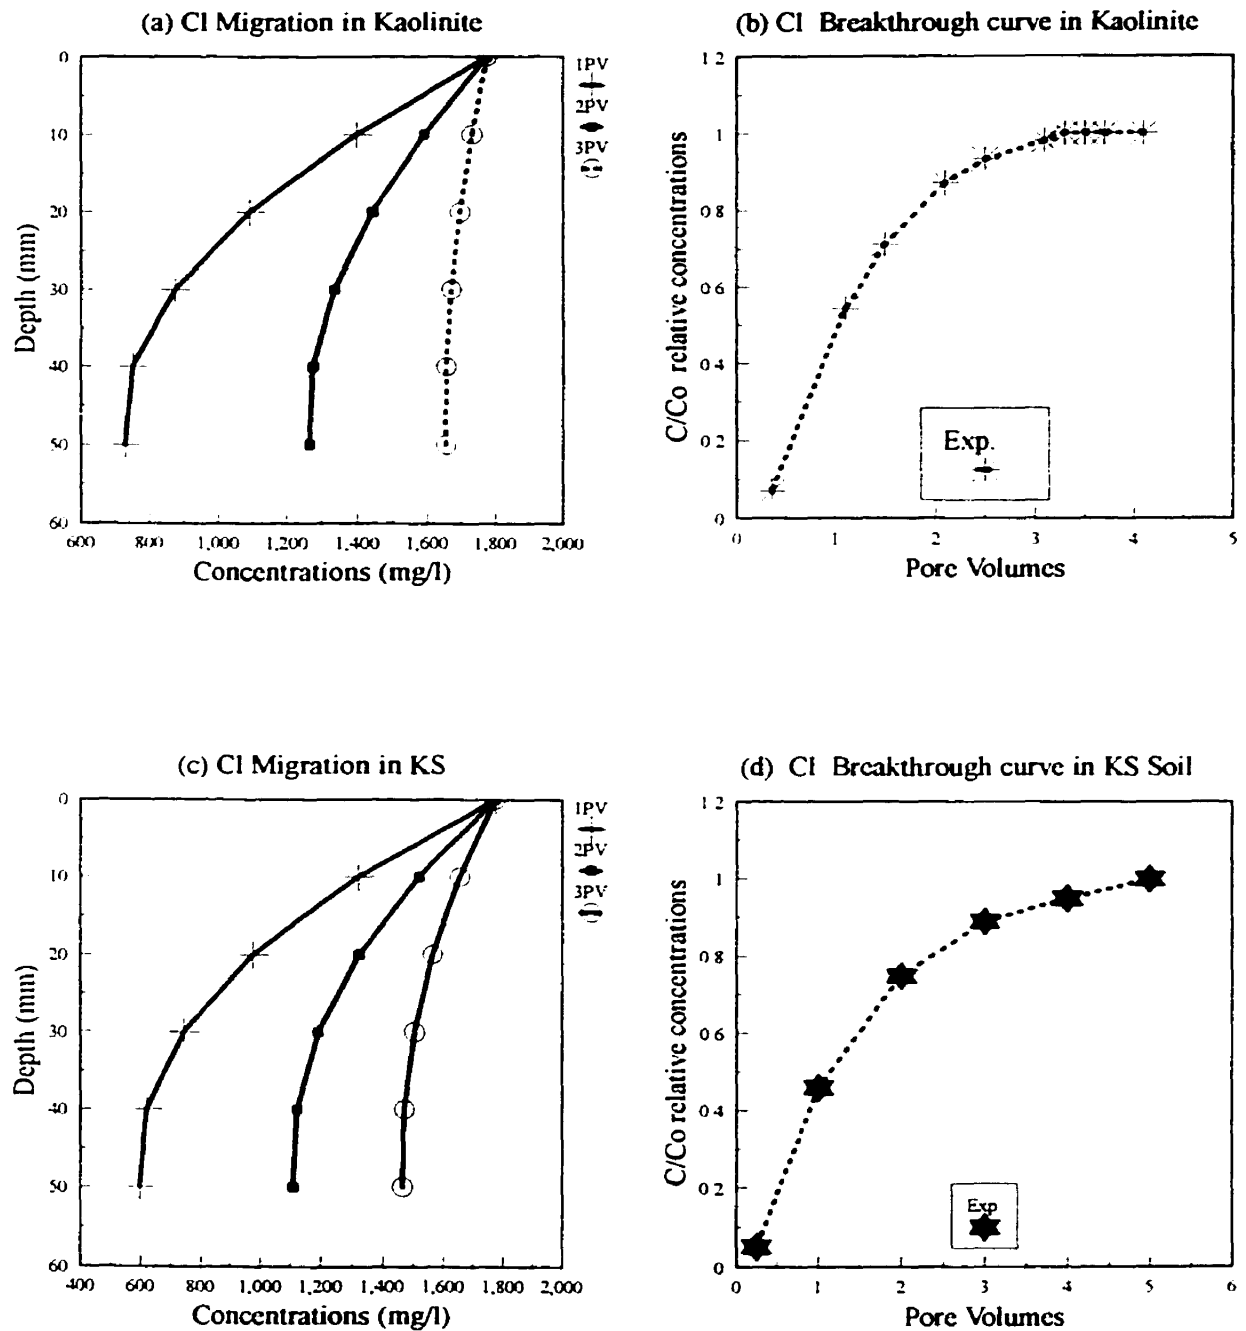 (a) Cl Migration in Kaolinite
0
10
20
30
40
50
60
Depth (mm)
600 800 1,000 1,200 1,400 1,600 1,800 2,000
Concentrations (mg/l)
1PV
2PV
3PV
(b) Cl Breakthrough curve in Kaolinite
1 2
1
0 8
0 6
0 4
0 2
0
C/Co relative concentrations
Exp.
0 1 2 3 4 5
Pore Volumes
(c) Cl Migration in KS
0
10
20
30
40
50
60
Depth (mm)
400 600 800 1,000 1,200 1,400 1,600 1,800 2,000
Concentrations (mg/l)
1PV
2PV
3PV
(d) Cl Breakthrough curve in KS Soil
1 2
1
0 8
0 6
0 4
0 2
0
C/Co relative concentrations
Exp
0 1 2 3 4 5 6
Pore Volumes